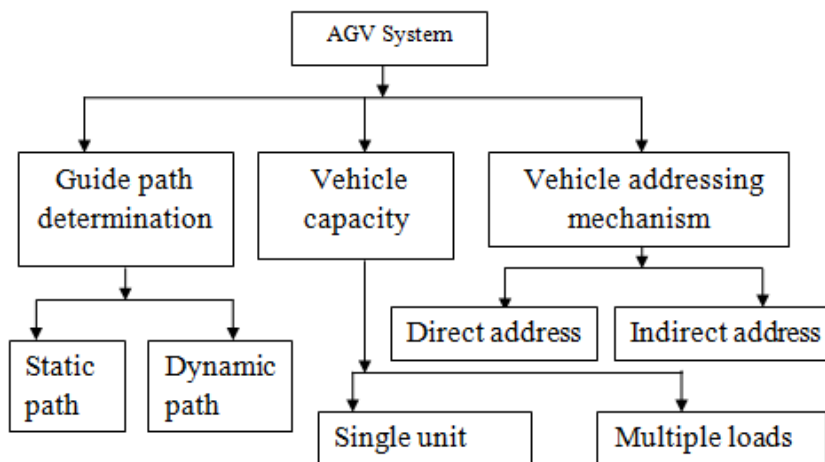 AGV System
Guide path
determination
Vehicle
capacity
Vehicle addressing
mechanism
Direct address
Indirect address
Static
path
Dynamic
path
Single unit
Multiple loads